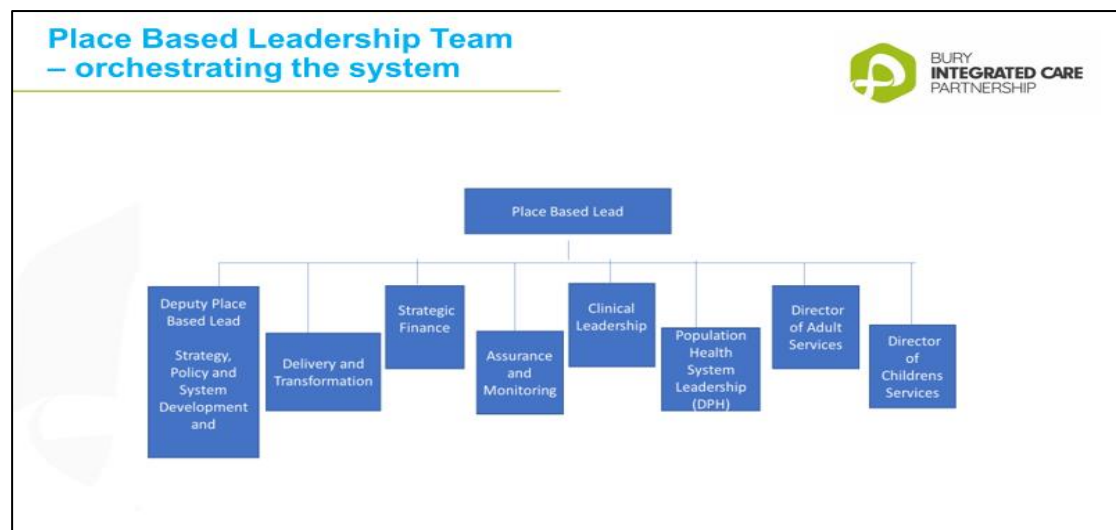 Place Based Leadership Team
– orchestrating the system
BURY
INTEGRATED CARE
PARTNERSHIP
Place Based Lead
Deputy Place
Based Lead
Strategy,
Policy and
System
Development
and
Delivery and
Transformation
Strategic
Finance
Assurance
and
Monitoring
Clinical
Leadership
Population
Health
System
Leadership
(DPH)
Director
of Adult
Services
Director
of
Childrens
Services